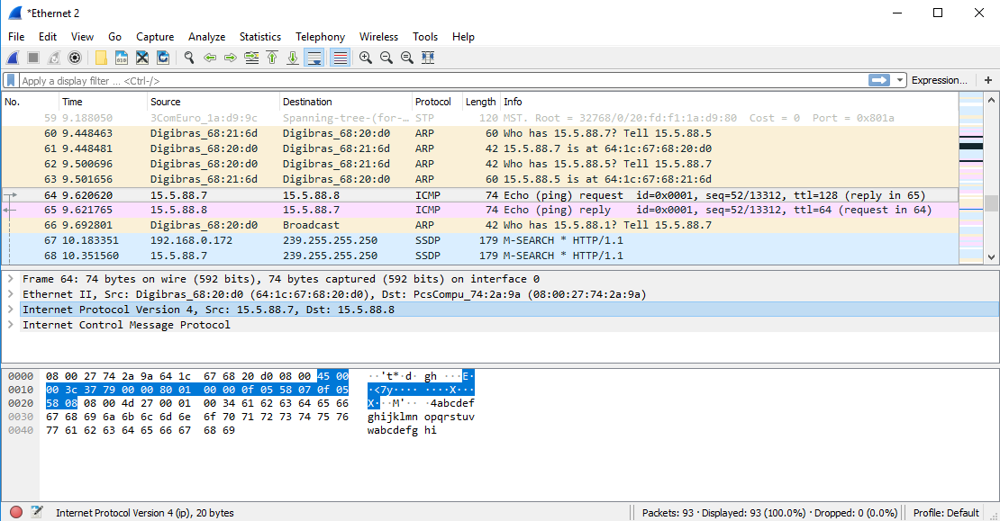 *Ethernet 2
File Edit View Go Capture Analyze Statistics Telephony Wireless Tools Help
Apply a display filter ... <Ctrl-/> Expression... +
No. Time Source Destination Protocol Length Info
59 9.188050 3ComEuro_1a:d9:9c Spanning-tree-(for-… STP 120 MST. Root = 32768/0/20:fd:f1:1a:d9:80 Cost = 0 Port = 0x801a
60 9.448463 Digibras_68:21:6d Digibras_68:20:d0 ARP 60 Who has 15.5.88.7? Tell 15.5.88.5
61 9.448481 Digibras_68:20:d0 Digibras_68:21:6d ARP 42 15.5.88.7 is at 64:1c:67:68:20:d0
62 9.500696 Digibras_68:20:d0 Digibras_68:21:6d ARP 42 Who has 15.5.88.5? Tell 15.5.88.7
63 9.501656 Digibras_68:21:6d Digibras_68:20:d0 ARP 60 15.5.88.5 is at 64:1c:67:68:21:6d
64 9.620620 15.5.88.7 15.5.88.8 ICMP 74 Echo (ping) request id=0x0001, seq=52/13312, ttl=128 (reply in 65)
65 9.621765 15.5.88.8 15.5.88.7 ICMP 74 Echo (ping) reply id=0x0001, seq=52/13312, ttl=64 (request in 64)
66 9.692801 Digibras_68:20:d0 Broadcast ARP 42 Who has 15.5.88.1? Tell 15.5.88.7
67 10.183351 192.168.0.172 239.255.255.250 SSDP 179 M-SEARCH * HTTP/1.1
68 10.351560 15.5.88.7 239.255.255.250 SSDP 179 M-SEARCH * HTTP/1.1
Frame 64: 74 bytes on wire (592 bits), 74 bytes captured (592 bits) on interface 0
Ethernet II, Src: Digibras_68:20:d0 (64:1c:67:68:20:d0), Dst: PcsCompu_74:2a:9a (08:00:27:74:2a:9a)
Internet Protocol Version 4, Src: 15.5.88.7, Dst: 15.5.88.8
Internet Control Message Protocol
0000 08 00 27 74 2a 9a 64 1c 67 68 20 d0 08 00 45 00 ··'t*·d· gh ···E·
0010 00 3c 37 79 00 00 80 01 00 00 0f 05 58 07 0f 05 ·<7y···· ····X···
0020 58 08 08 00 4d 27 00 01 00 34 61 62 63 64 65 66 X···M'·· ·4abcdef
0030 67 68 69 6a 6b 6c 6d 6e 6f 70 71 72 73 74 75 76 ghijklmn opqrstuv
0040 77 61 62 63 64 65 66 67 68 69 wabcdefg hi
Internet Protocol Version 4 (ip), 20 bytes Packets: 93 · Displayed: 93 (100.0%) · Dropped: 0 (0.0%) Profile: Default